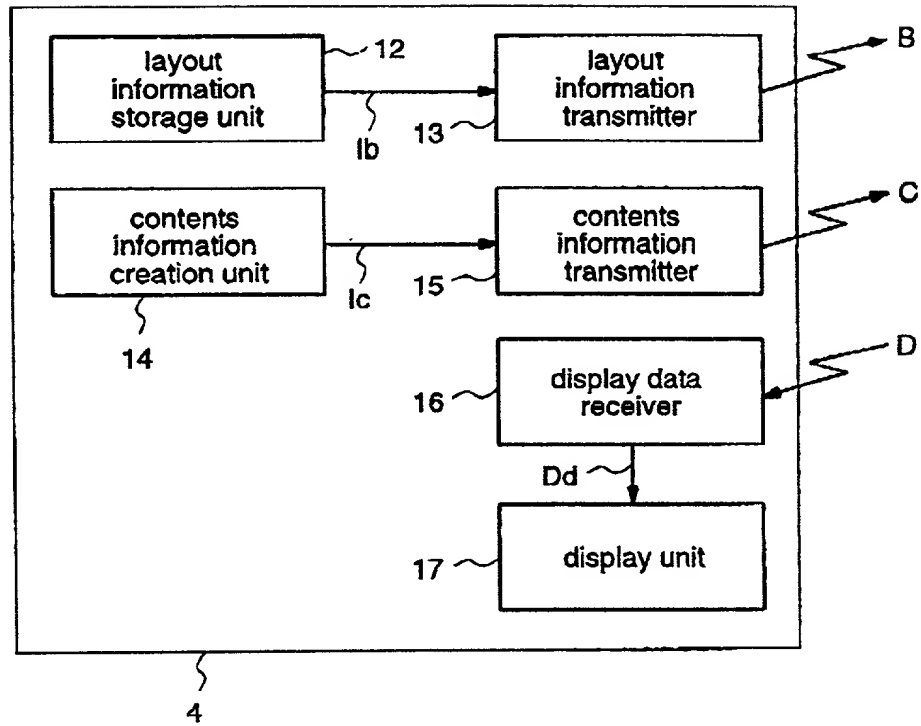 layout
information
storage unit
12
Ib
layout
information
transmitter
13
B
contents
information
creation unit
14
Ic
contents
information
transmitter
15
C
display data
receiver
16
D
Dd
display unit
17
4